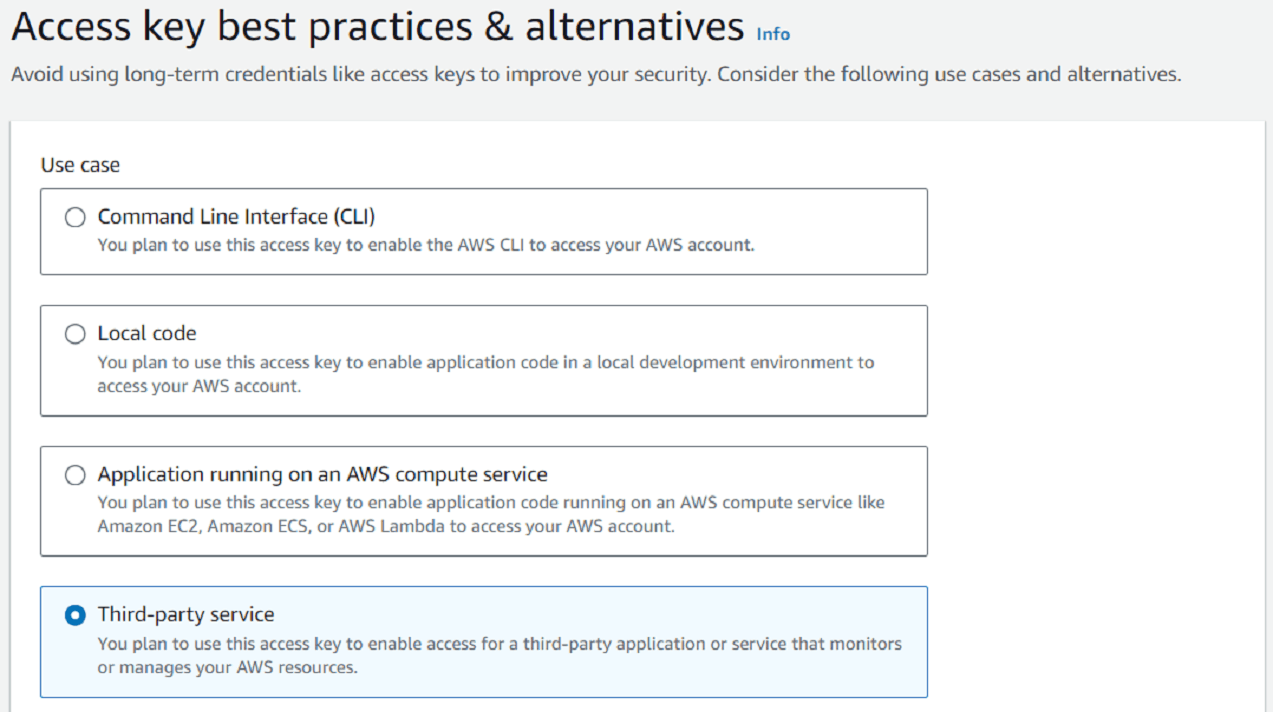 Access key best practices & alternatives Info
Avoid using long-term credentials like access keys to improve your security. Consider the following use cases and alternatives.
Use case
Command Line Interface (CLI)
You plan to use this access key to enable the AWS CLI to access your AWS account.
Local code
You plan to use this access key to enable application code in a local development environment to
access your AWS account.
Application running on an AWS compute service
You plan to use this access key to enable application code running on an AWS compute service like
Amazon EC2, Amazon ECS, or AWS Lambda to access your AWS account.
Third-party service
You plan to use this access key to enable access for a third-party application or service that monitors
or manages your AWS resources.